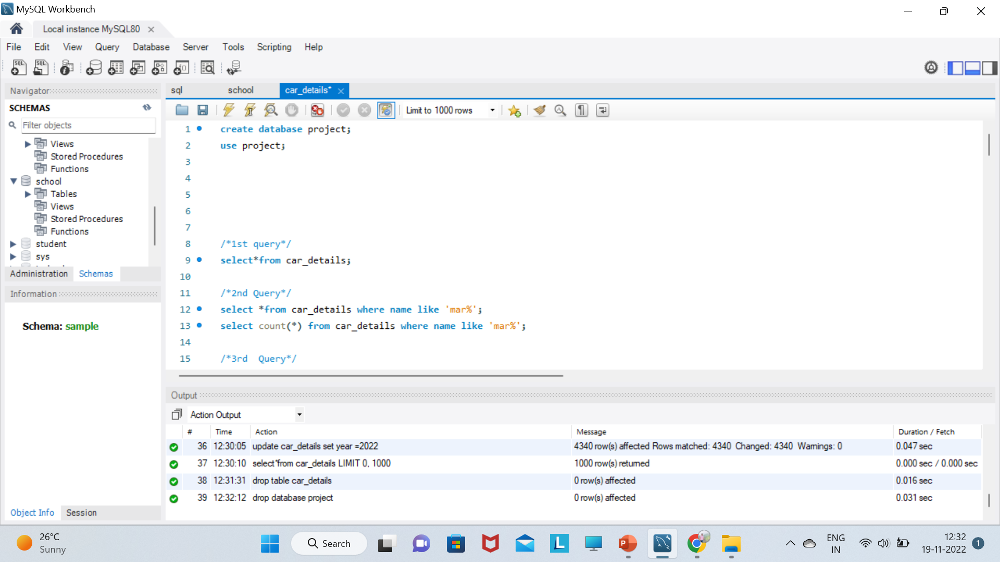 MySQL Workbench
Local instance MySQL80
File Edit View Query Database Server Tools Scripting Help
Navigator
SCHEMAS
Filter objects
Views
Stored Procedures
Functions
school
Tables
Views
Stored Procedures
Functions
student
sys
Administration Schemas
Information
Schema: sample
Object Info Session
sql school car_details*
Limit to 1000 rows
1 create database project;
2 use project;
3
4
5
6
7
8 /*1st query*/
9 select*from car_details;
10
11 /*2nd Query*/
12 select *from car_details where name like 'mar%';
13 select count(*) from car_details where name like 'mar%';
14
15 /*3rd  Query*/
Output
Action Output
# Time Action Message Duration / Fetch
36 12:30:05 update car_details set year =2022 4340 row(s) affected Rows matched: 4340 Changed: 4340 Warnings: 0 0.047 sec
37 12:30:10 select*from car_details LIMIT 0, 1000 1000 row(s) returned 0.000 sec / 0.000 sec
38 12:31:31 drop table car_details 0 row(s) affected 0.016 sec
39 12:32:12 drop database project 0 row(s) affected 0.031 sec
26°C
Sunny
Search
ENG
IN
12:32
19-11-2022
1